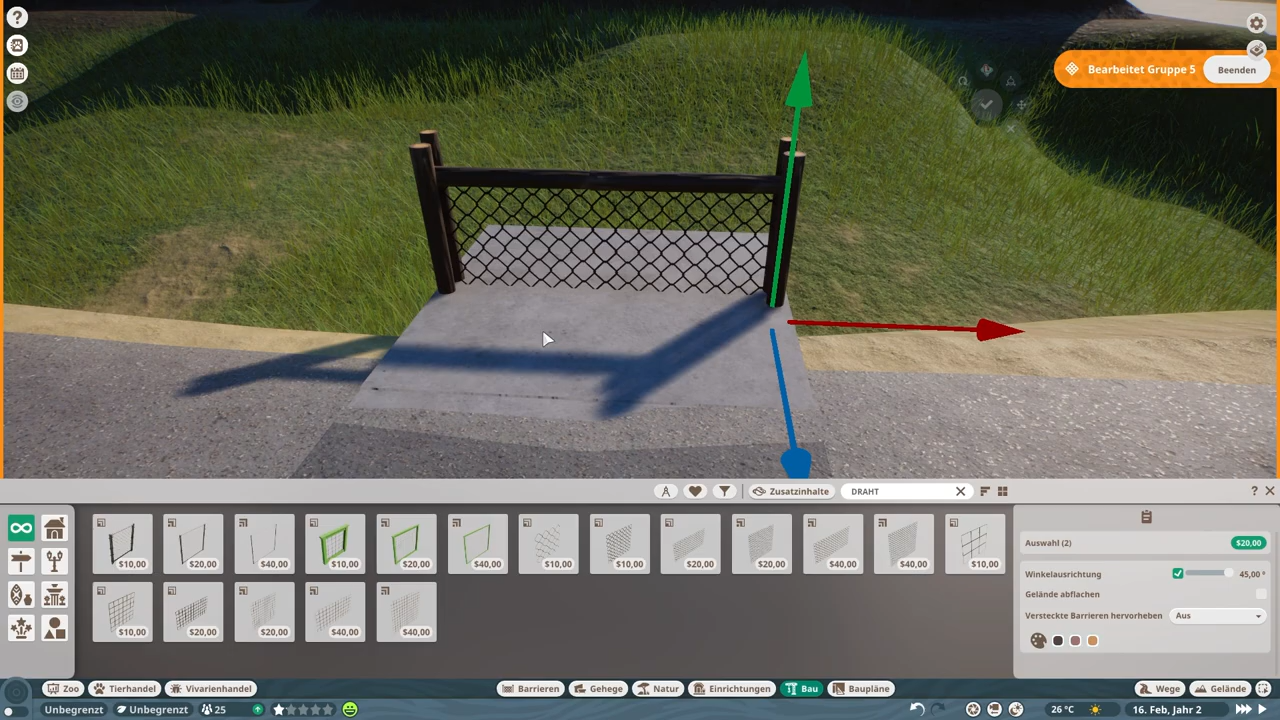 ?
Bearbeitet Gruppe 5 Beenden
Zusatzinhalte DRAHT ?
$10,00 $20,00 $40,00 $10,00 $20,00 $40,00 $10,00 $10,00 $20,00 $20,00 $40,00 $40,00 $10,00
$10,00 $20,00 $20,00 $40,00 $40,00
Auswahl (2) $20,00
Winkelausrichtung 45,00 °
Gelände abflachen
Versteckte Barrieren hervorheben Aus
Zoo Tierhandel Vivarienhandel Barrieren Gehege Natur Einrichtungen Bau Baupläne Wege Gelände
Unbegrenzt Unbegrenzt 25 26 °C 16. Feb, Jahr 2